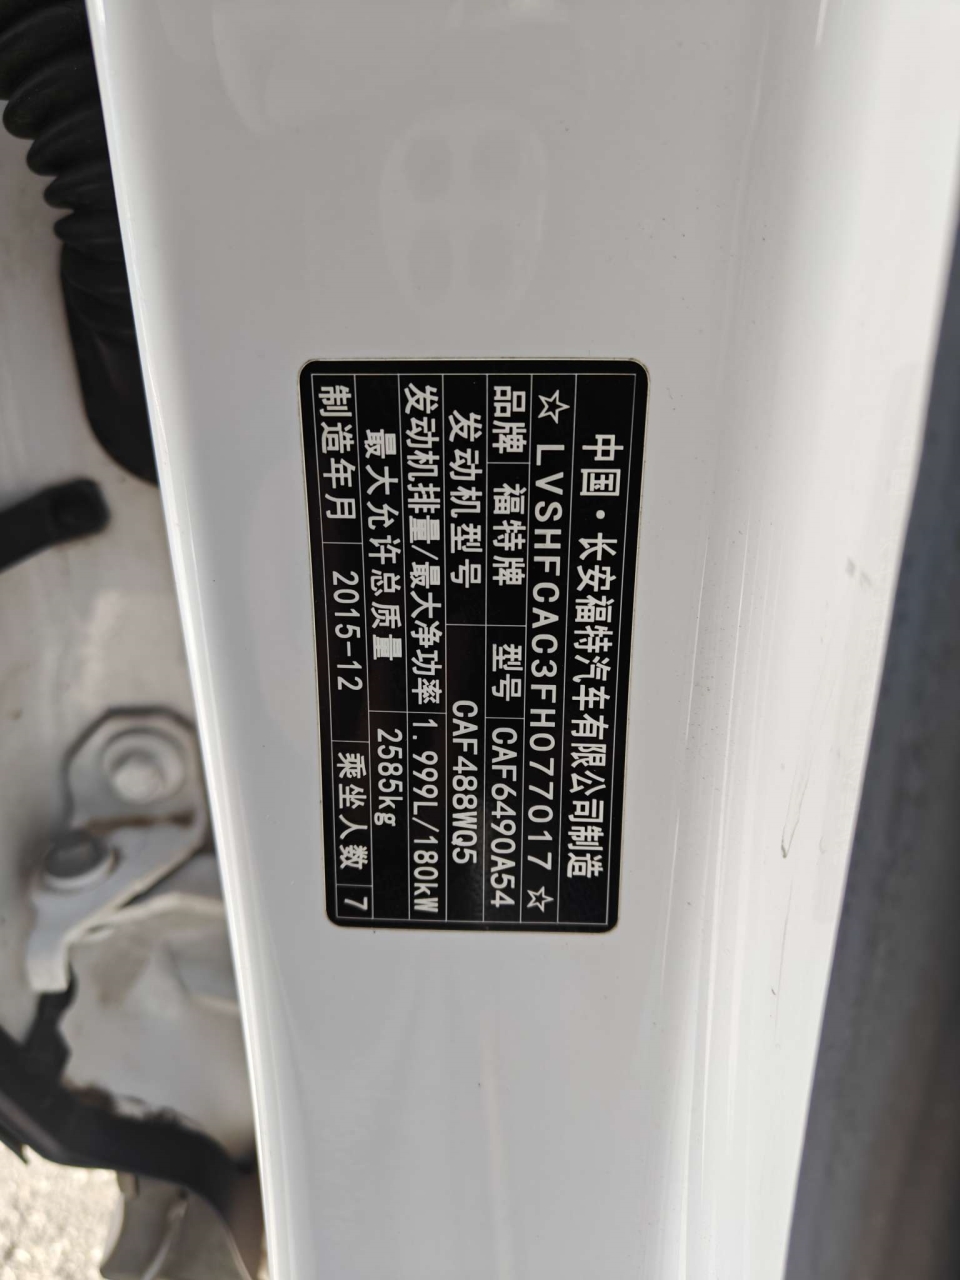 中国·长安福特汽车有限公司制造
☆LVSHFCAC3FH077017☆
品牌 福特牌 型号 CAF6490A54
发动机型号 CAF488WQ5
发动机排量/最大净功率 1.999L/180kW
最大允许总质量 2585kg
制造年月 2015-12 乘坐人数 7